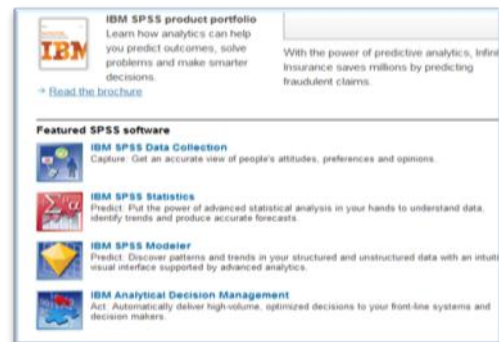 IBM SPSS product portfolio
Learn how analytics can help
you predict outcomes, solve
problems and make smarter
decisions.
→ Read the brochure
IBM
With the power of predictive analytics, Infini
Insurance saves millions by predicting
fraudulent claims.
Featured SPSS software
IBM SPSS Data Collection
Capture: Get an accurate view of people's attitudes, preferences and opinions.
IBM SPSS Statistics
Predict: Put the power of advanced statistical analysis in your hands to understand data,
identify trends and produce accurate forecasts.
IBM SPSS Modeler
Predict: Discover patterns and trends in your structured and unstructured data with an intuiti
visual interface supported by advanced analytics.
IBM Analytical Decision Management
Act: Automatically deliver high-volume, optimized decisions to your front-line systems and
decision makers.